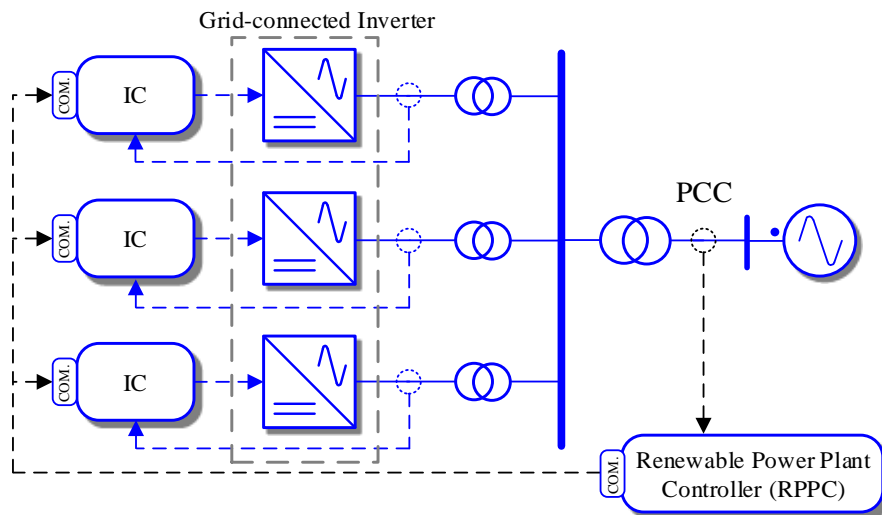 Grid-connected Inverter
COM.
IC
COM.
IC
PCC
COM.
IC
COM.
Renewable Power Plant
Controller (RPPC)